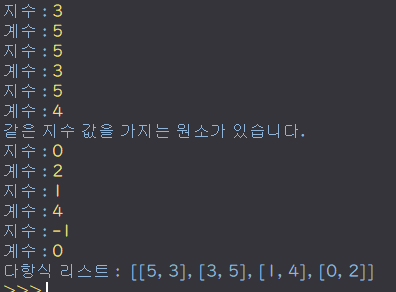 지수 : 3
계수 : 5
지수 : 5
계수 : 3
지수 : 5
계수 : 4
같은 지수 값을 가지는 원소가 있습니다.
지수 : 0
계수 : 2
지수 : 1
계수 : 4
지수 : -1
계수 : 0
다항식 리스트 : [[5, 3], [3, 5], [1, 4], [0, 2]]
>>>